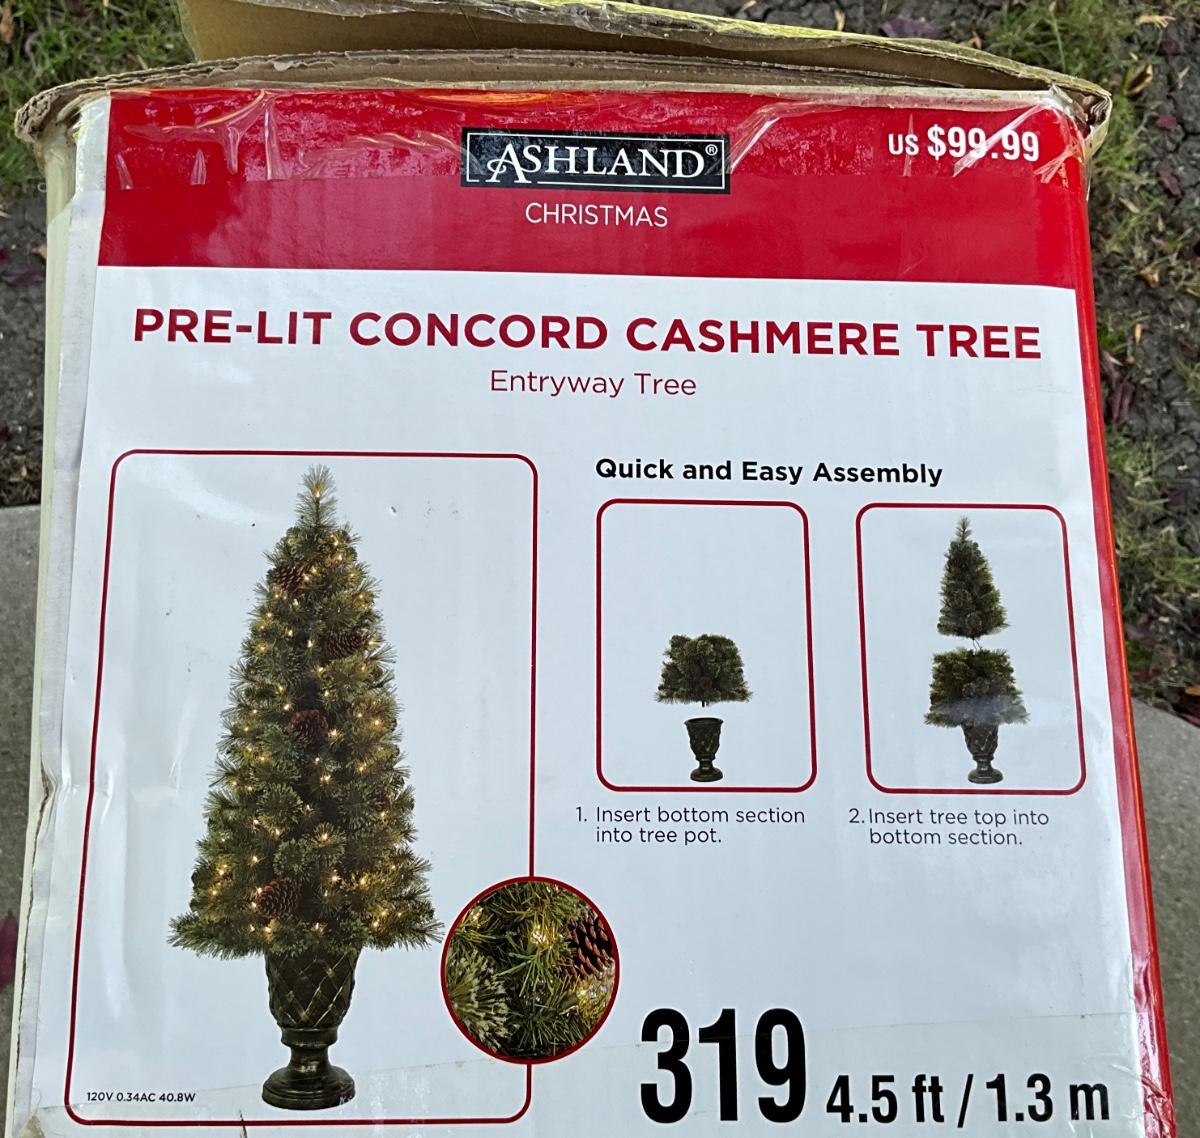 ASHLAND®
US $99.99
CHRISTMAS
PRE-LIT CONCORD CASHMERE TREE
Entryway Tree
Quick and Easy Assembly
1. Insert bottom section
into tree pot.
2. Insert tree top into
bottom section.
120V 0.34AC 40.8W
319 4.5 ft / 1.3 m